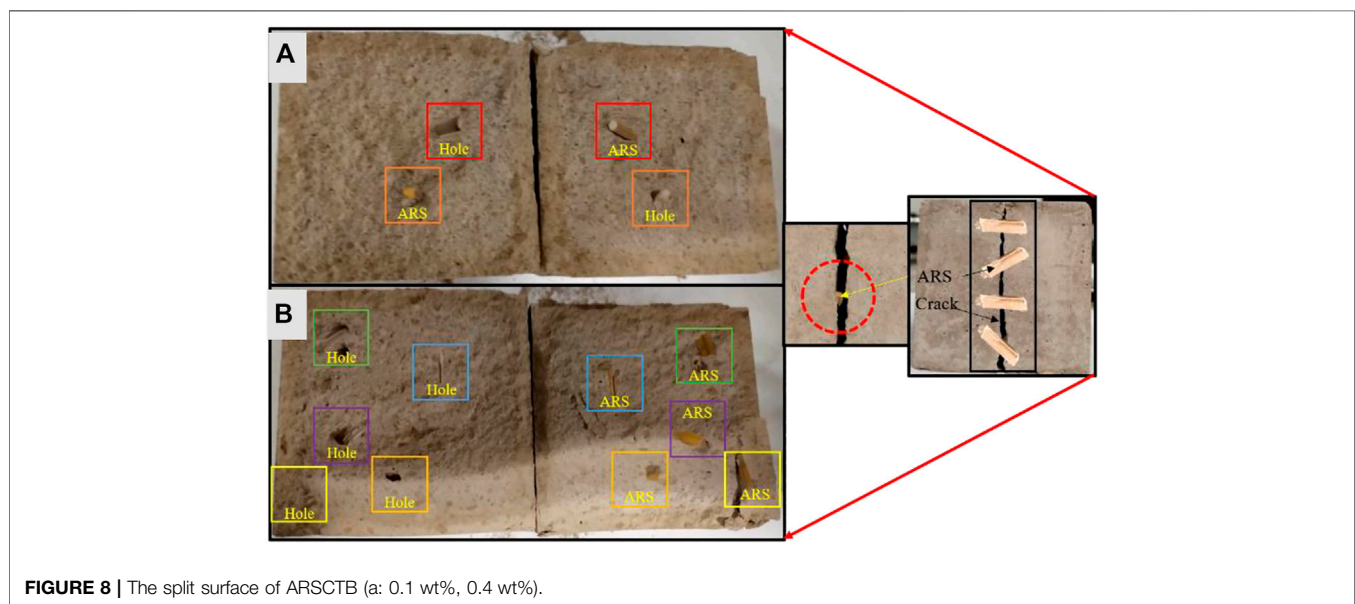 A
Hole
ARS
ARS
Hole
B
Hole
Hole
ARS
ARS
Hole
ARS
Hole
Hole
ARS
ARS
ARS
Crack
FIGURE 8 | The split surface of ARSCTB (a: 0.1 wt%, 0.4 wt%).